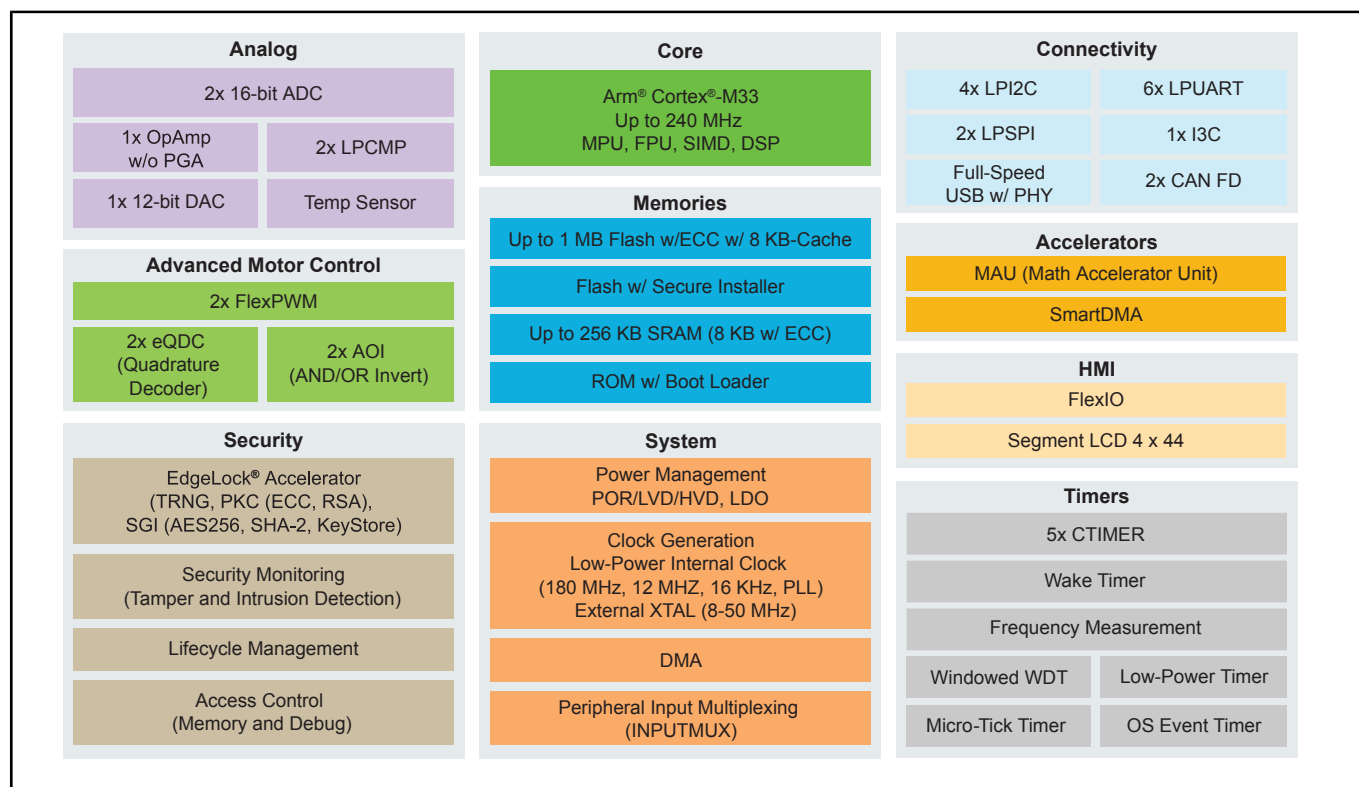 Analog
2x 16-bit ADC
1x OpAmp
w/o PGA
2x LPCMP
1x 12-bit DAC
Temp Sensor
Advanced Motor Control
2x FlexPWM
2x eQDC
(Quadrature
Decoder)
2x AOI
(AND/OR Invert)
Security
EdgeLock® Accelerator
(TRNG, PKC (ECC, RSA),
SGI (AES256, SHA-2, KeyStore)
Security Monitoring
(Tamper and Intrusion Detection)
Lifecycle Management
Access Control
(Memory and Debug)
Core
Arm® Cortex®-M33
Up to 240 MHz
MPU, FPU, SIMD, DSP
Memories
Up to 1 MB Flash w/ECC w/ 8 KB-Cache
Flash w/ Secure Installer
Up to 256 KB SRAM (8 KB w/ ECC)
ROM w/ Boot Loader
System
Power Management
POR/LVD/HVD, LDO
Clock Generation
Low-Power Internal Clock
(180 MHz, 12 MHZ, 16 KHz, PLL)
External XTAL (8-50 MHz)
DMA
Peripheral Input Multiplexing
(INPUTMUX)
Connectivity
4x LPI2C
6x LPUART
2x LPSPI
1x I3C
Full-Speed
USB w/ PHY
2x CAN FD
Accelerators
MAU (Math Accelerator Unit)
SmartDMA
HMI
FlexIO
Segment LCD 4 x 44
Timers
5x CTIMER
Wake Timer
Frequency Measurement
Windowed WDT
Low-Power Timer
Micro-Tick Timer
OS Event Timer